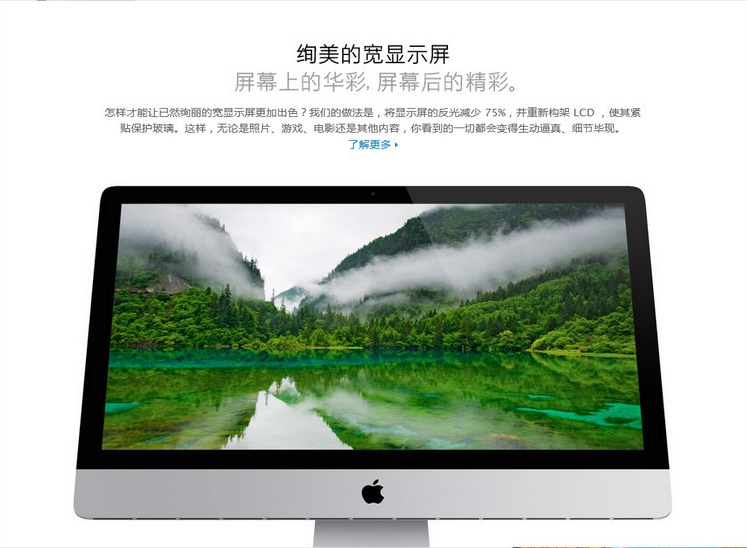 绚美的宽显示屏
屏幕上的华彩, 屏幕后的精彩。
怎样才能让已然绚丽的宽显示屏更加出色？我们的做法是，将显示屏的反光减少 75%，并重新构架 LCD ，使其紧
贴保护玻璃。这样，无论是照片、游戏、电影还是其他内容，你看到的一切都会变得生动逼真、细节毕现。
了解更多